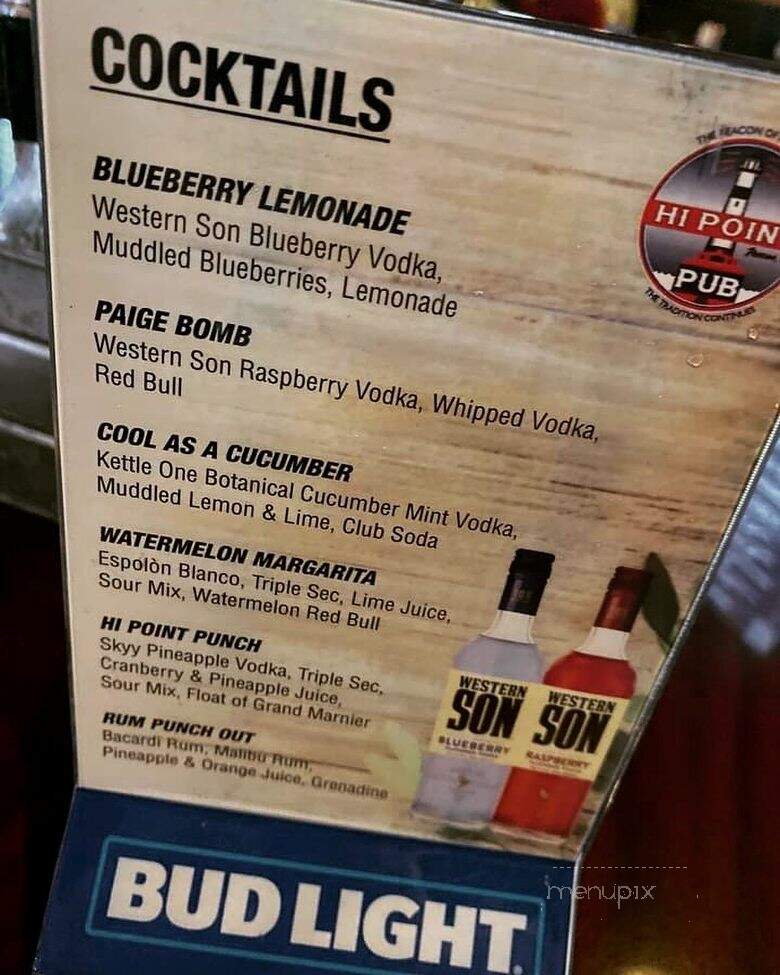 COCKTAILS
BLUEBERRY LEMONADE
Western Son Blueberry Vodka,
Muddled Blueberries, Lemonade
PAIGE BOMB
Western Son Raspberry Vodka, Whipped Vodka,
Red Bull
COOL AS A CUCUMBER
Kettle One Botanical Cucumber Mint Vodka,
Muddled Lemon & Lime, Club Soda
WATERMELON MARGARITA
Espolòn Blanco, Triple Sec, Lime Juice,
Sour Mix, Watermelon Red Bull
HI POINT PUNCH
Skyy Pineapple Vodka, Triple Sec,
Cranberry & Pineapple Juice,
Sour Mix, Float of Grand Marnier
RUM PUNCH OUT
Bacardi Rum, Malibu Rum,
Pineapple & Orange Juice, Grenadine
THE BEACON OF
HI POIN
PUB
THE TRADITION CONTINUES
WESTERN
SON
BLUEBERRY
WESTERN
SON
RASPBERRY
BUD LIGHT
menupix